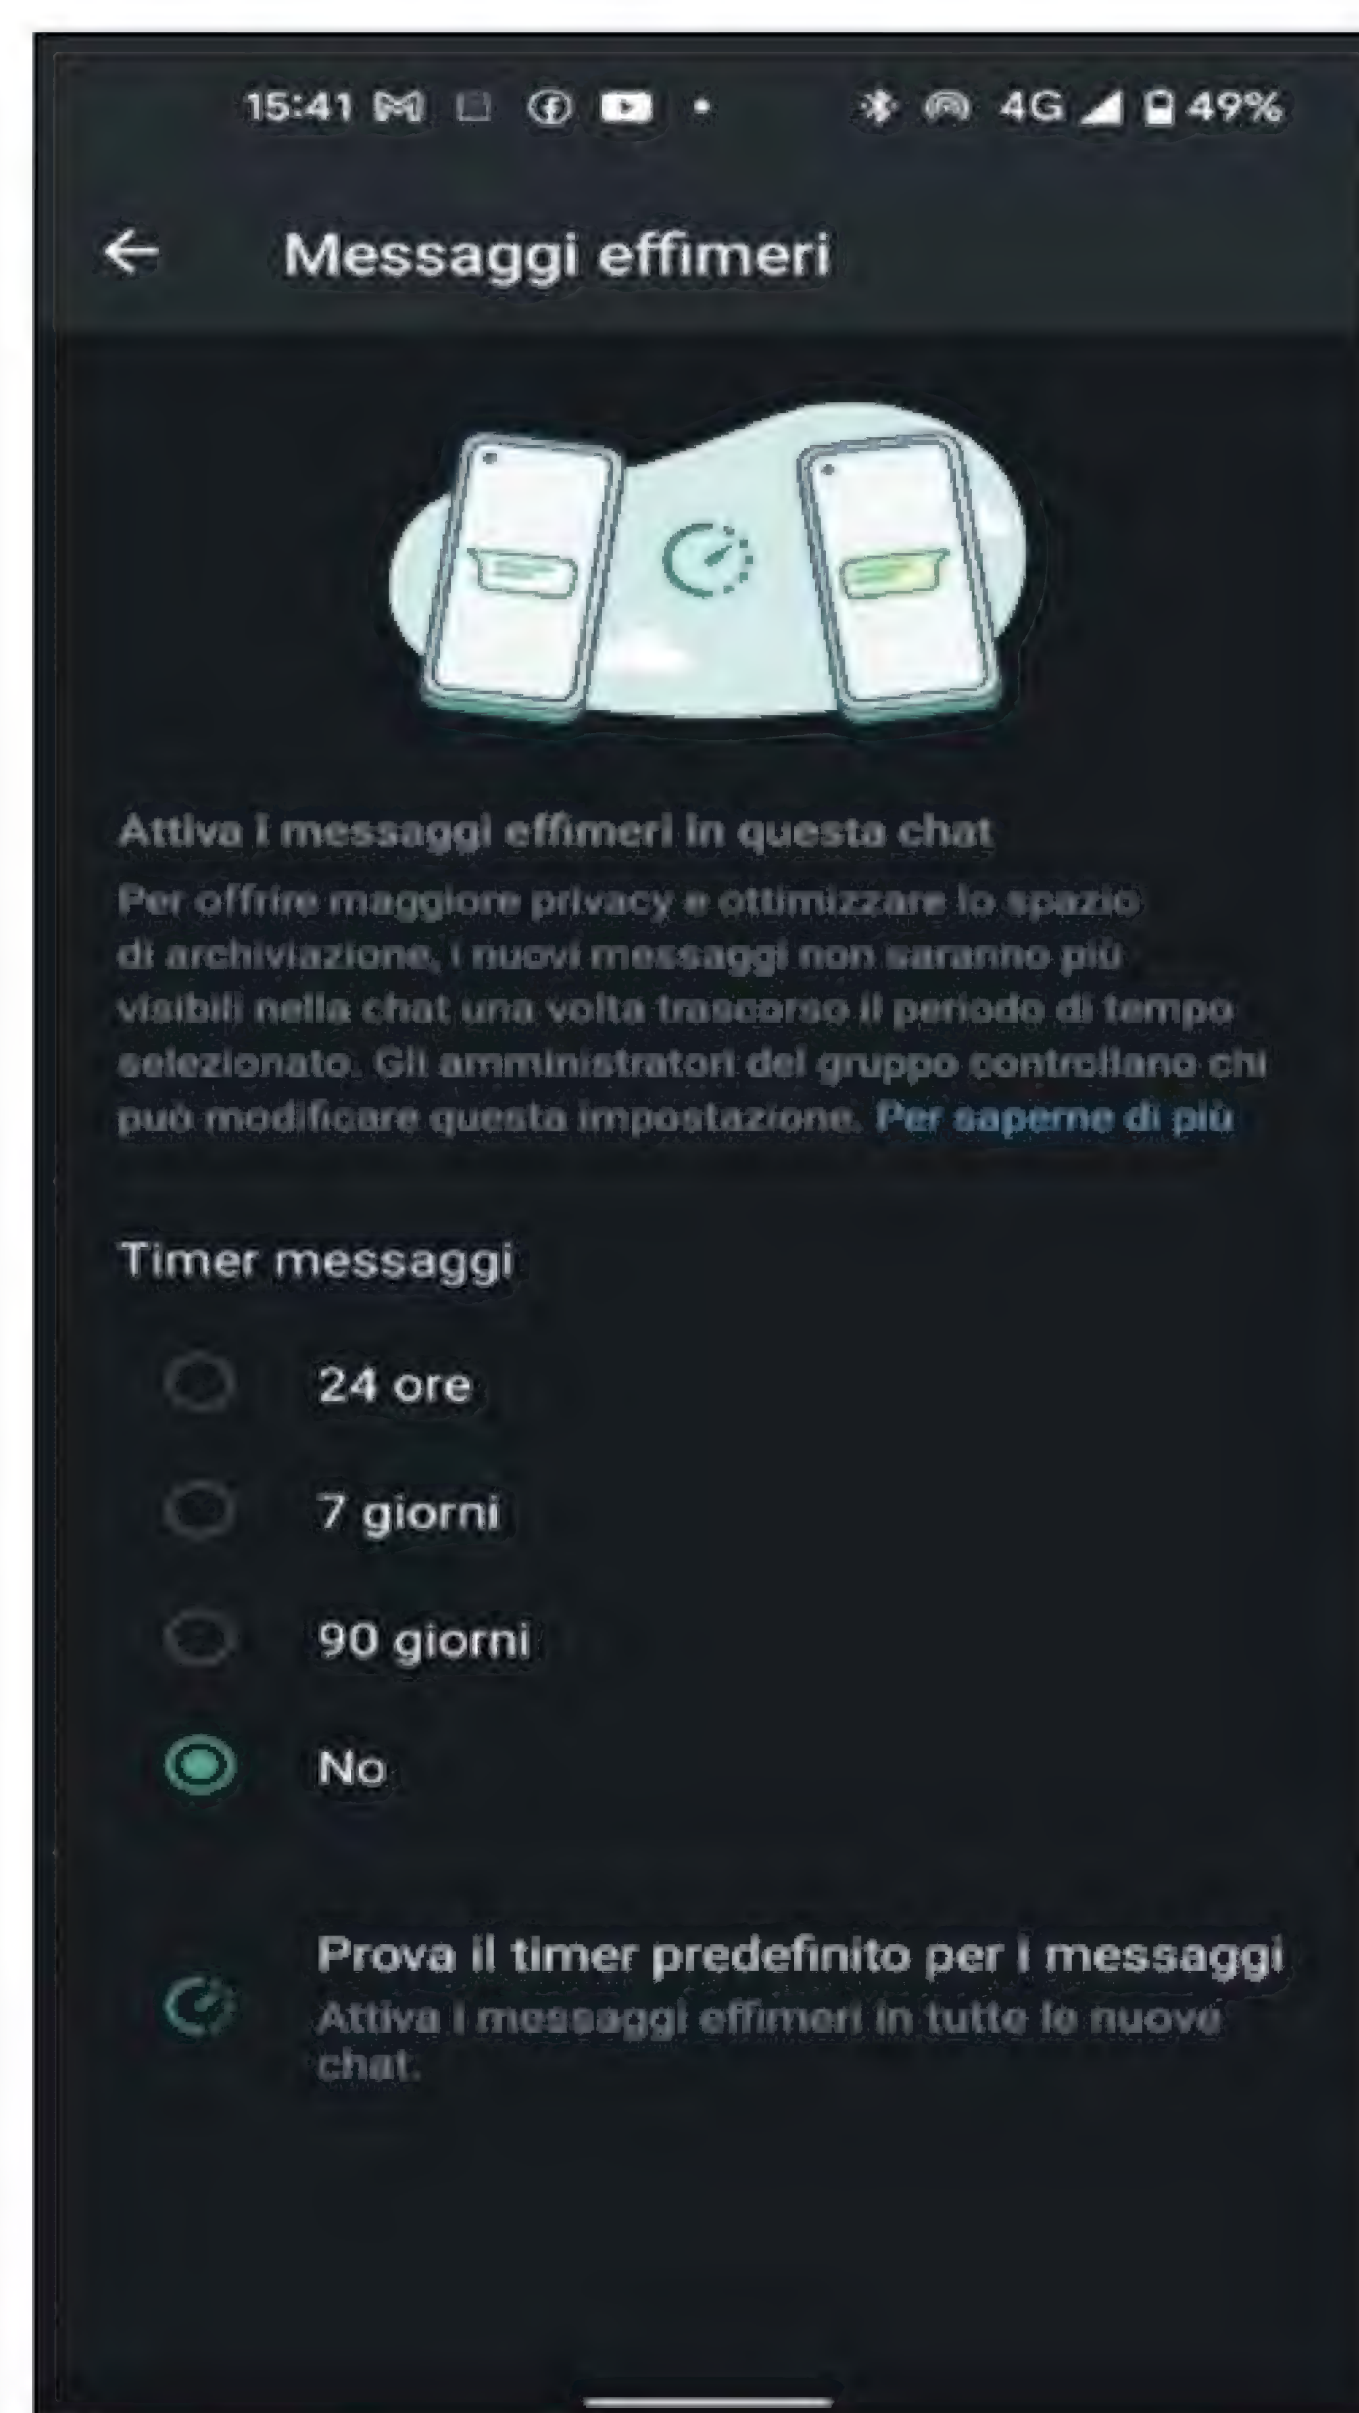 15:41 4G 49%
Messaggi effimeri
Attiva i messaggi effimeri in questa chat
Per offrire maggiore privacy e ottimizzare lo spazio
di archiviazione, i nuovi messaggi non saranno più
visibili nella chat una volta trascorso il periodo di tempo
selezionato. Gli amministratori del gruppo controllano chi
può modificare questa impostazione. Per saperne di più
Timer messaggi
24 ore
7 giorni
90 giorni
No
Prova il timer predefinito per i messaggi
Attiva i messaggi effimeri in tutte le nuove
chat.